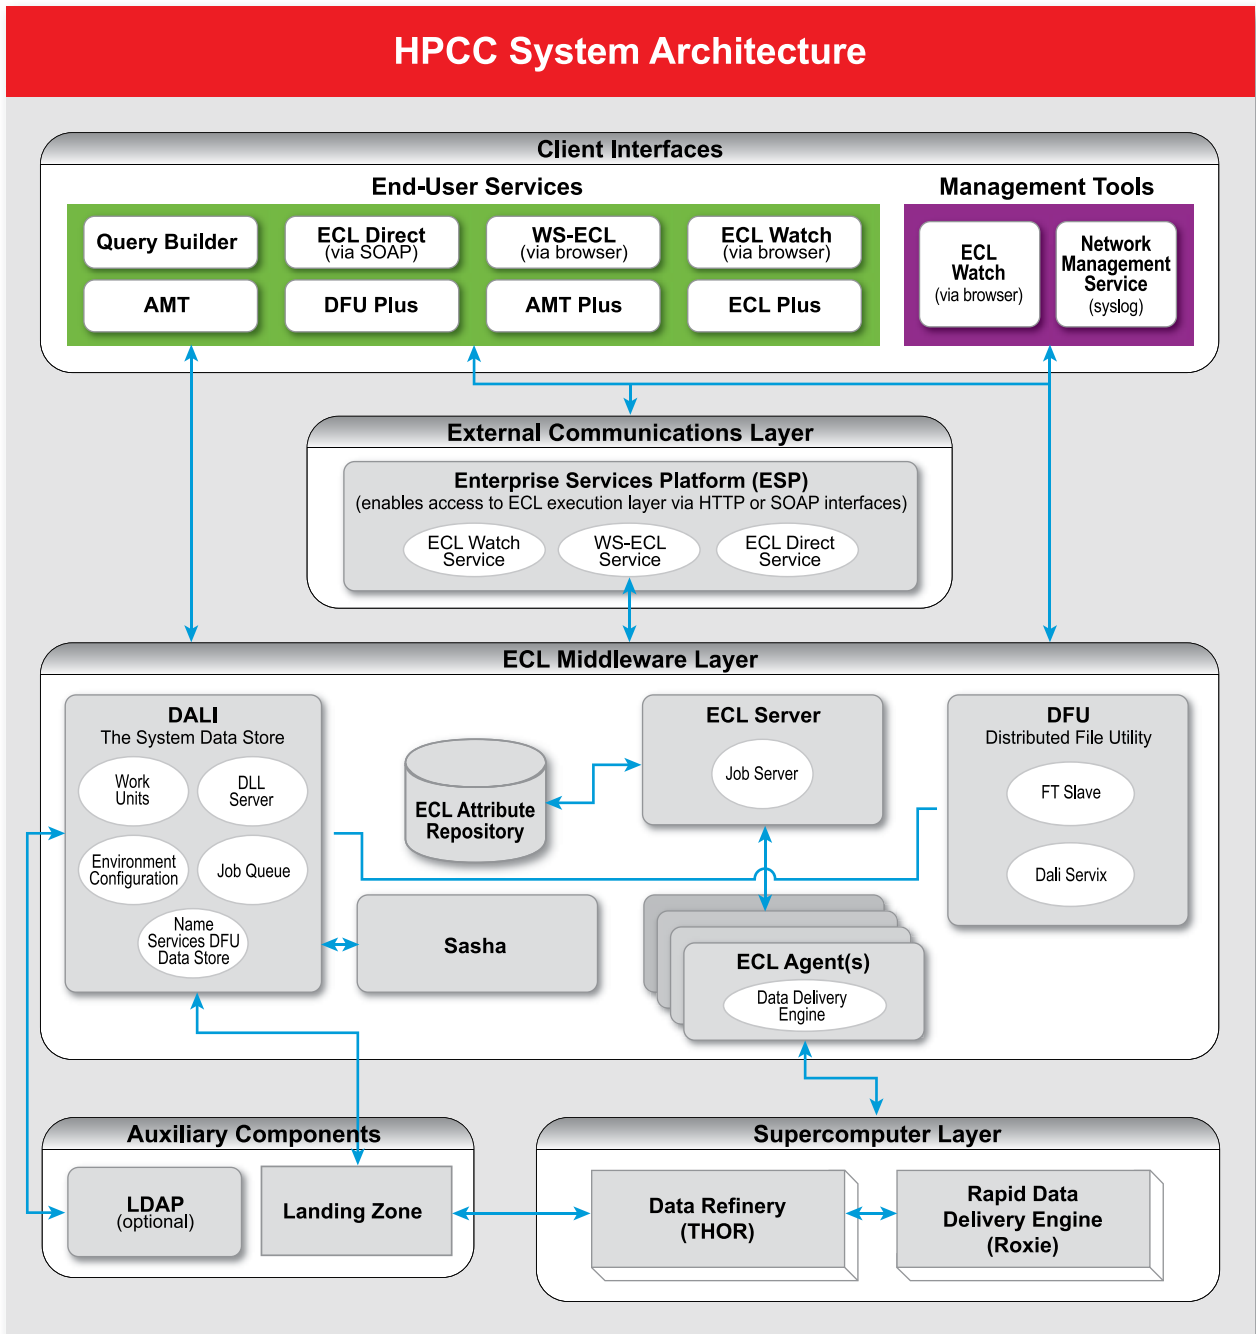 HPCC System Architecture
Client Interfaces
End-User Services
Management Tools
Query Builder
ECL Direct
(via SOAP)
WS-ECL
(via browser)
ECL Watch
(via browser)
AMT
DFU Plus
AMT Plus
ECL Plus
ECL
Watch
(via browser)
Network
Management
Service
(syslog)
External Communications Layer
Enterprise Services Platform (ESP)
(enables access to ECL execution layer via HTTP or SOAP interfaces)
ECL Watch
Service
WS-ECL
Service
ECL Direct
Service
ECL Middleware Layer
DALI
The System Data Store
Work
Units
DLL
Server
Environment
Configuration
Job Queue
Name
Services DFU
Data Store
ECL Attribute
Repository
Sasha
ECL Server
Job Server
ECL Agent(s)
Data Delivery
Engine
DFU
Distributed File Utility
FT Slave
Dali Servix
Auxiliary Components
LDAP
(optional)
Landing Zone
Supercomputer Layer
Data Refinery
(THOR)
Rapid Data
Delivery Engine
(Roxie)